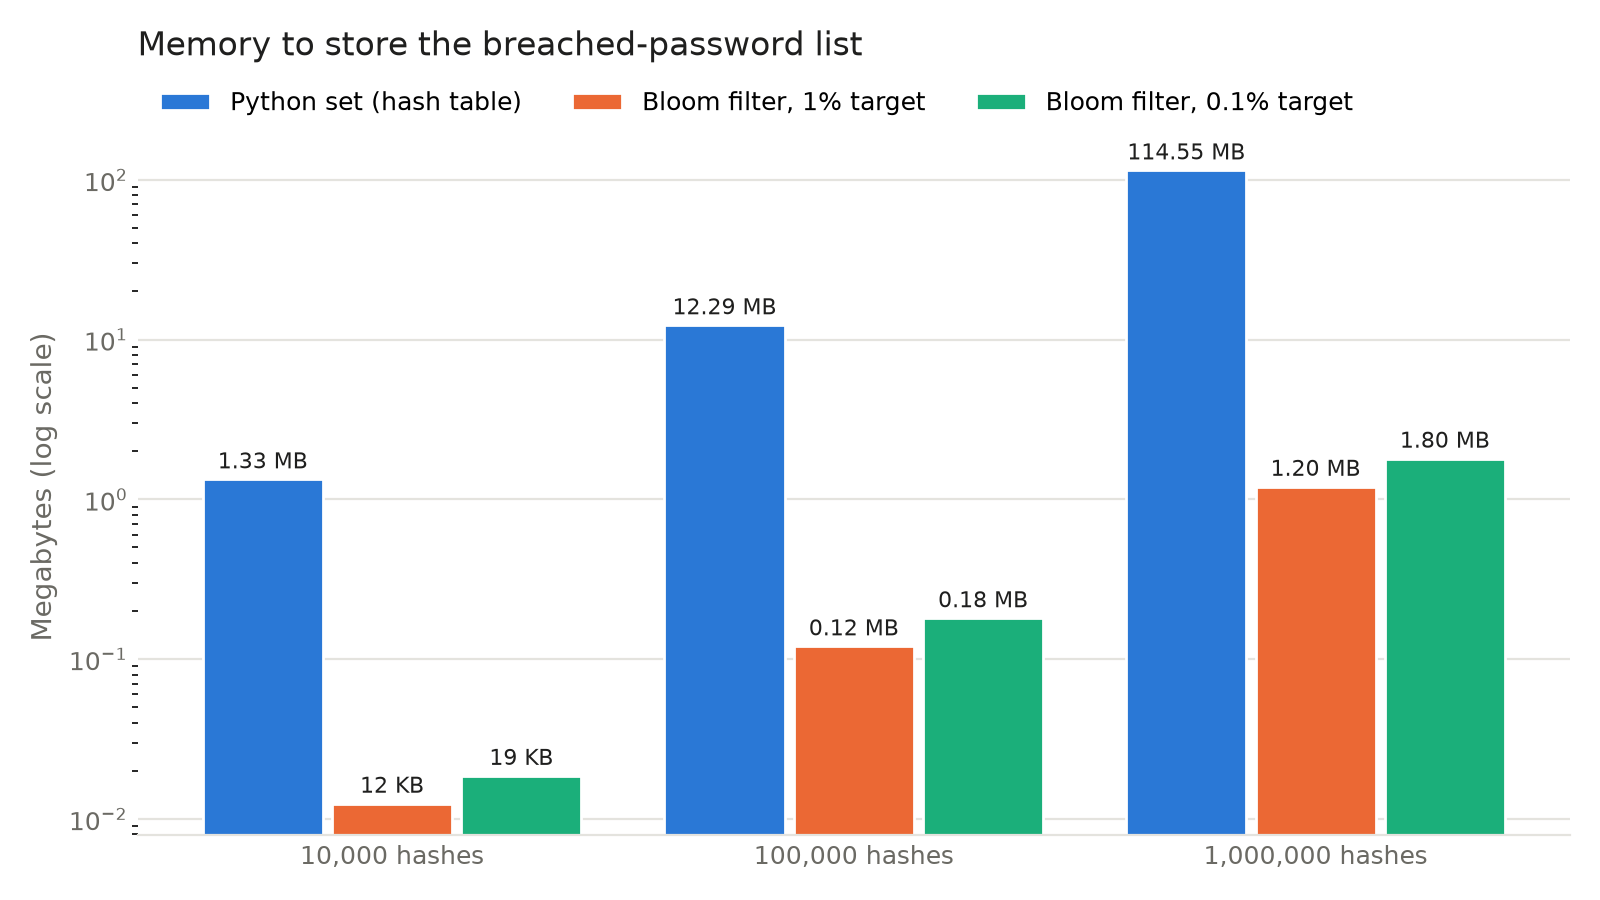 Memory to store the breached-password list
Python set (hash table) Bloom filter, 1% target Bloom filter, 0.1% target
Megabytes (log scale)
10²
10¹
10⁰
10⁻¹
10⁻²
1.33 MB
12 KB
19 KB
12.29 MB
0.12 MB
0.18 MB
114.55 MB
1.20 MB
1.80 MB
10,000 hashes 100,000 hashes 1,000,000 hashes